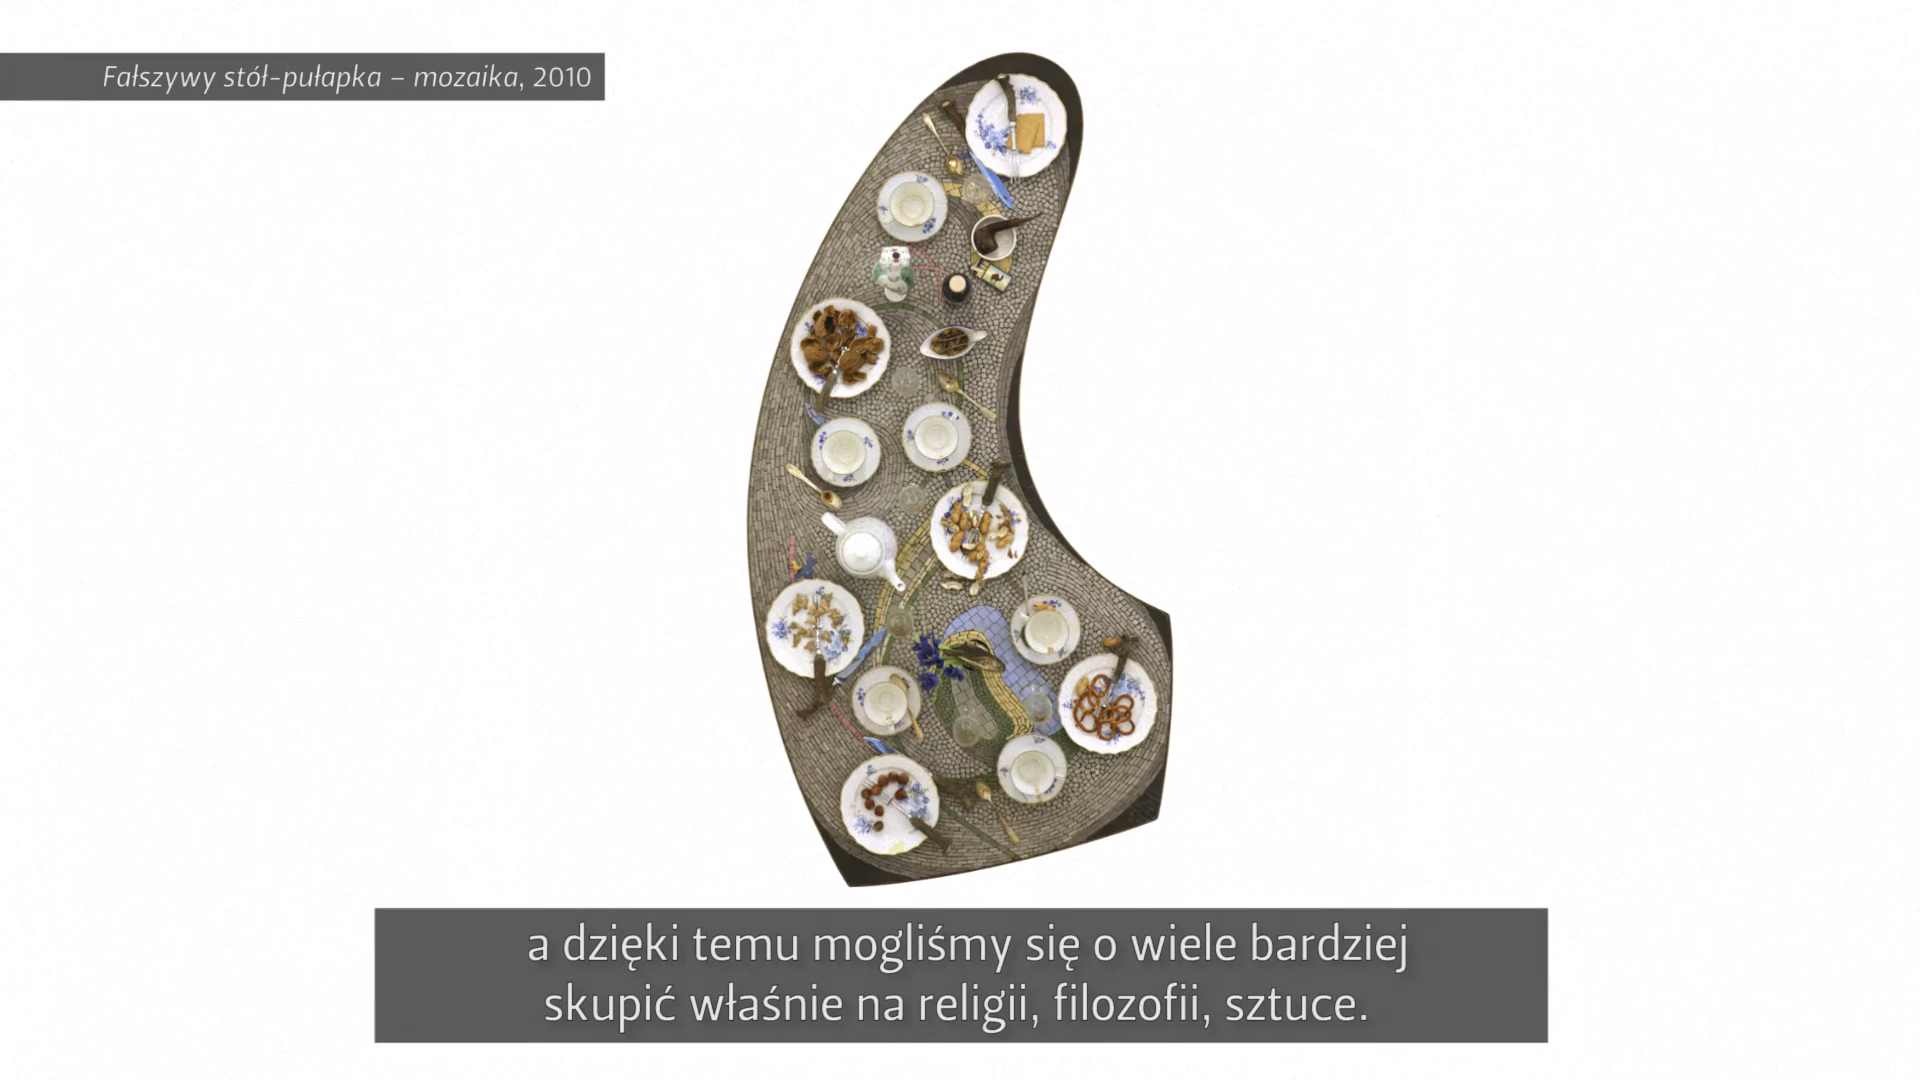 Fałszywy stół-pułapka – mozaika, 2010
a dzięki temu mogliśmy się o wiele bardziej
skupić właśnie na religii, filozofii, sztuce.